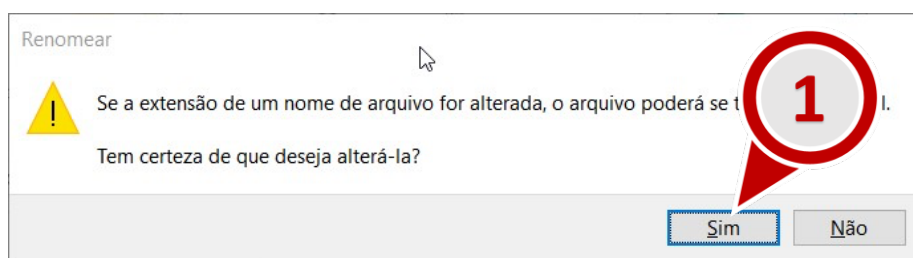 Renomear
Se a extensão de um nome de arquivo for alterada, o arquivo poderá se
Tem certeza de que deseja alterá-la?
1
Sim
Não